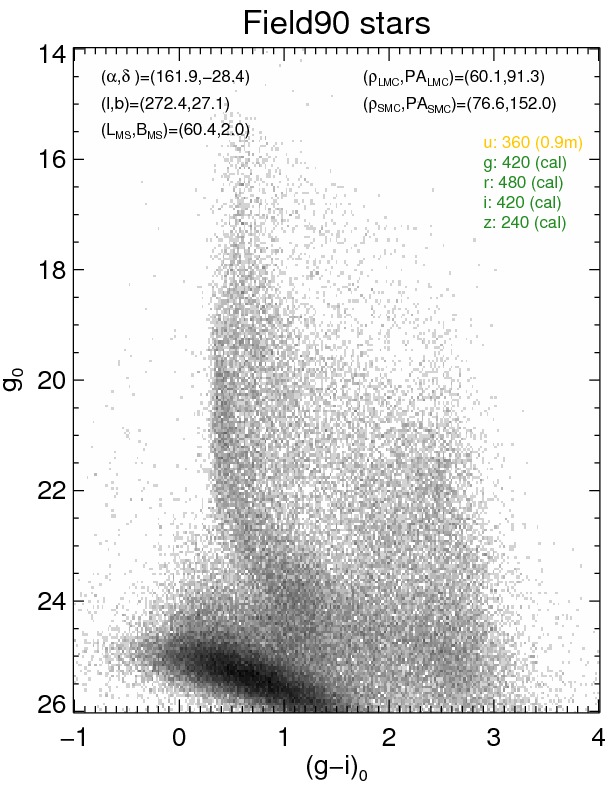 Field90 stars
(α,δ )=(161.9,−28.4)
(ρLMC,PALMC)=(60.1,91.3)
(l,b)=(272.4,27.1)
(ρSMC,PASMC)=(76.6,152.0)
(LMS,BMS)=(60.4,2.0)
u: 360 (0.9m)
g: 420 (cal)
r: 480 (cal)
i: 420 (cal)
z: 240 (cal)
14
16
18
20
22
24
26
g0
−1 0 1 2 3 4
(g−i)0